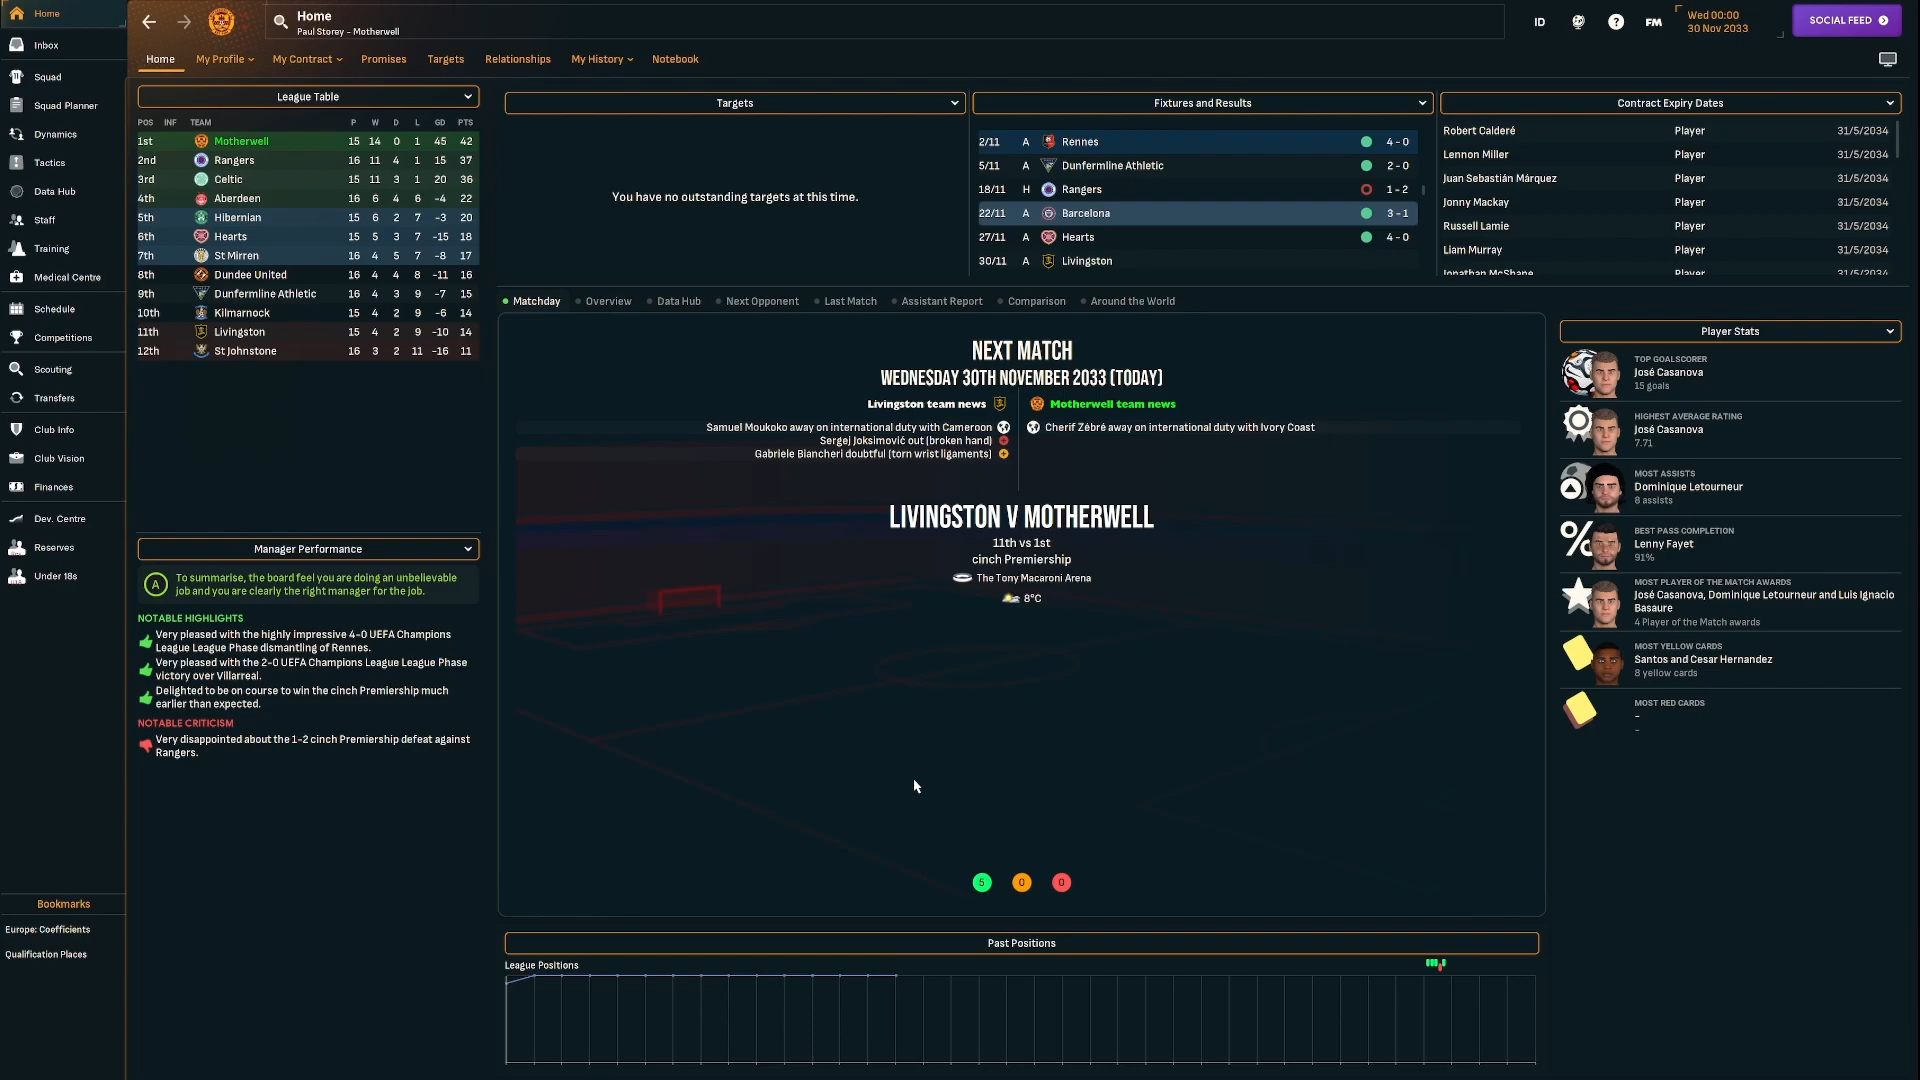 Home
Inbox
Squad
Squad Planner
Dynamics
Tactics
Data Hub
Staff
Training
Medical Centre
Schedule
Competitions
Scouting
Transfers
Club Info
Club Vision
Finances
Dev. Centre
Reserves
Under 18s
Bookmarks
Europe: Coefficients
Qualification Places
Home
Paul Storey - Motherwell
ID
?
FM
Wed 00:00
30 Nov 2033
SOCIAL FEED
Home My Profile My Contract Promises Targets Relationships My History Notebook
League Table
POS INF TEAM P W D L GD PTS
1st Motherwell 15 14 0 1 45 42
2nd Rangers 16 11 4 1 15 37
3rd Celtic 15 11 3 1 20 36
4th Aberdeen 16 6 4 6 -4 22
5th Hibernian 15 6 2 7 -3 20
6th Hearts 15 5 3 7 -15 18
7th St Mirren 16 4 5 7 -8 17
8th Dundee United 16 4 4 8 -11 16
9th Dunfermline Athletic 16 4 3 9 -7 15
10th Kilmarnock 15 4 2 9 -6 14
11th Livingston 15 4 2 9 -10 14
12th St Johnstone 16 3 2 11 -16 11
Manager Performance
A
To summarise, the board feel you are doing an unbelievable
job and you are clearly the right manager for the job.
NOTABLE HIGHLIGHTS
Very pleased with the highly impressive 4-0 UEFA Champions
League League Phase dismantling of Rennes.
Very pleased with the 2-0 UEFA Champions League League Phase
victory over Villarreal.
Delighted to be on course to win the cinch Premiership much
earlier than expected.
NOTABLE CRITICISM
Very disappointed about the 1-2 cinch Premiership defeat against
Rangers.
Targets
You have no outstanding targets at this time.
Fixtures and Results
2/11 A Rennes 4 - 0
5/11 A Dunfermline Athletic 2 - 0
18/11 H Rangers 1 - 2
22/11 A Barcelona 3 - 1
27/11 A Hearts 4 - 0
30/11 A Livingston
Contract Expiry Dates
Robert Calderé Player 31/5/2034
Lennon Miller Player 31/5/2034
Juan Sebastián Márquez Player 31/5/2034
Jonny Mackay Player 31/5/2034
Russell Lamie Player 31/5/2034
Liam Murray Player 31/5/2034
Jonathan McShane Player 31/5/2034
Matchday Overview Data Hub Next Opponent Last Match Assistant Report Comparison Around the World
NEXT MATCH
WEDNESDAY 30TH NOVEMBER 2033 (TODAY)
Livingston team news
Samuel Moukoko away on international duty with Cameroon
Sergej Joksimović out (broken hand)
Gabriele Biancheri doubtful (torn wrist ligaments)
Motherwell team news
Cherif Zébré away on international duty with Ivory Coast
LIVINGSTON V MOTHERWELL
11th vs 1st
cinch Premiership
The Tony Macaroni Arena
8°C
5 0 0
Past Positions
League Positions
Player Stats
TOP GOALSCORER
José Casanova
15 goals
HIGHEST AVERAGE RATING
José Casanova
7.71
MOST ASSISTS
Dominique Letourneur
8 assists
%
BEST PASS COMPLETION
Lenny Fayet
91%
MOST PLAYER OF THE MATCH AWARDS
José Casanova, Dominique Letourneur and Luis Ignacio
Basaure
4 Player of the Match awards
MOST YELLOW CARDS
Santos and Cesar Hernandez
8 yellow cards
MOST RED CARDS
-
-